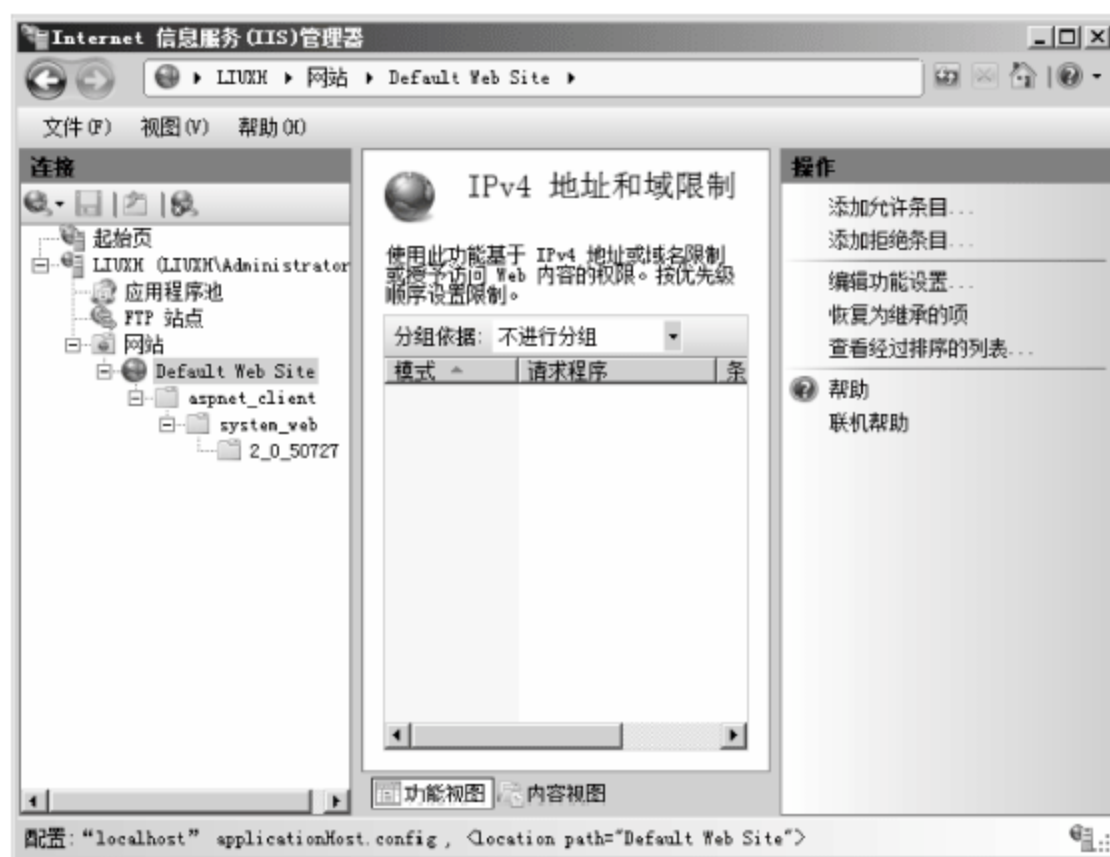 Internet 信息服务(IIS)管理器
LIUXH 网站 Default Web Site
文件(F) 视图(V) 帮助(H)
连接
起始页
LIUXH (LIUXH\Administrator
应用程序池
FTP 站点
网站
Default Web Site
aspnet_client
system_web
2_0_50727
IPv4 地址和域限制
使用此功能基于 IPv4 地址或域名限制
或授予访问 Web 内容的权限。按优先级
顺序设置限制。
分组依据: 不进行分组
模式 请求程序 条
功能视图 内容视图
操作
添加允许条目...
添加拒绝条目...
编辑功能设置...
恢复为继承的项
查看经过排序的列表...
帮助
联机帮助
配置:“localhost” applicationHost.config , <location path="Default Web Site">